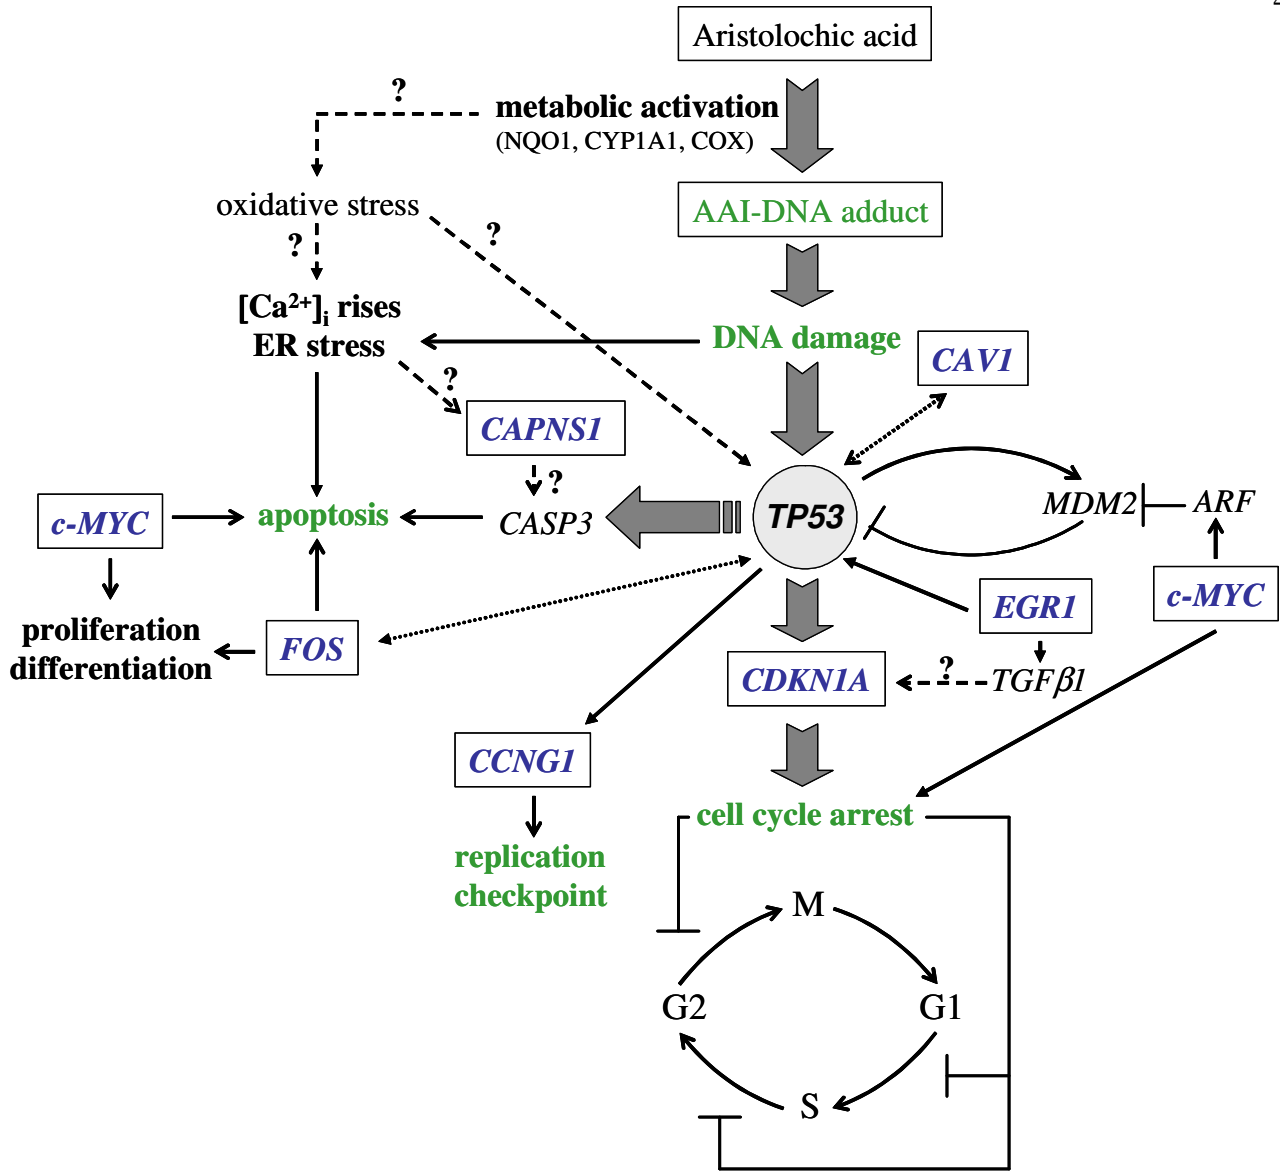 Aristolochic acid
?
metabolic activation
(NQO1, CYP1A1, COX)
oxidative stress
AAI-DNA adduct
?
?
[Ca²⁺]ᵢ rises
ER stress
DNA damage
CAV1
?
CAPNS1
?
c-MYC
apoptosis
CASP3
TP53
MDM2
ARF
c-MYC
EGR1
proliferation
differentiation
FOS
CDKN1A
?
TGFβ1
CCNG1
cell cycle arrest
replication
checkpoint
M
G2
G1
S